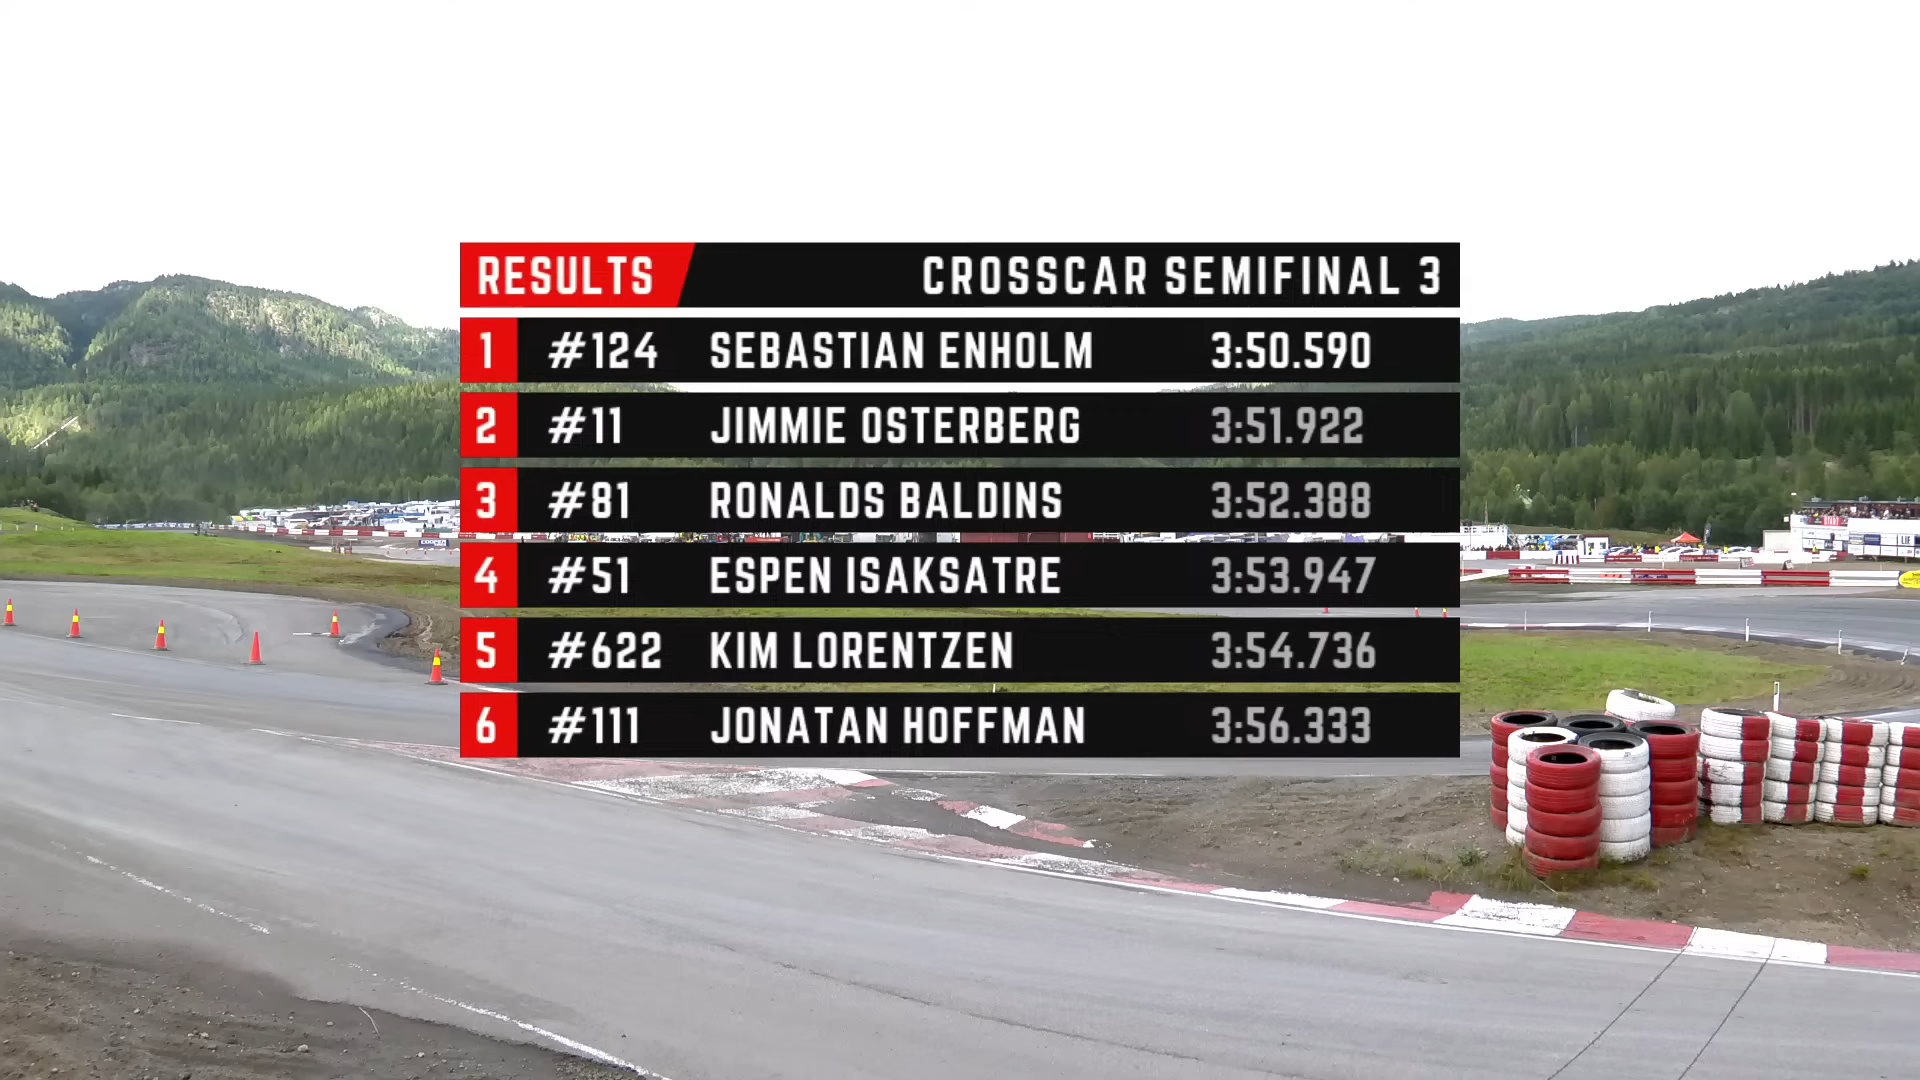 RESULTS CROSSCAR SEMIFINAL 3
1 #124 SEBASTIAN ENHOLM 3:50.590
2 #11 JIMMIE OSTERBERG 3:51.922
3 #81 RONALDS BALDINS 3:52.388
4 #51 ESPEN ISAKSATRE 3:53.947
5 #622 KIM LORENTZEN 3:54.736
6 #111 JONATAN HOFFMAN 3:56.333